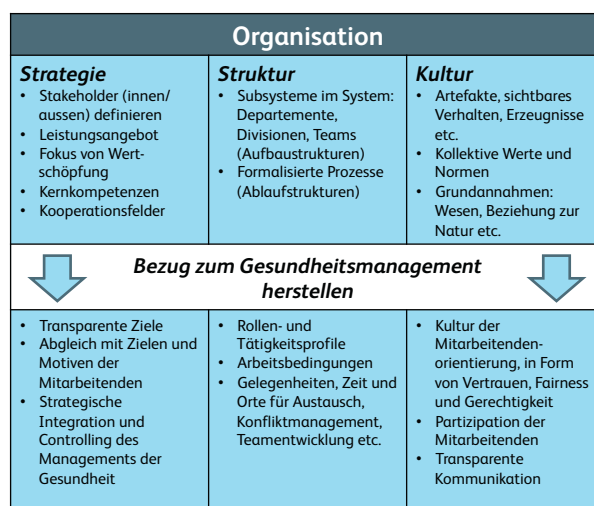 Organisation
Strategie
• Stakeholder (innen/
aussen) definieren
• Leistungsangebot
• Fokus von Wert-
schöpfung
• Kernkompetenzen
• Kooperationsfelder
Struktur
• Subsysteme im System:
Departemente,
Divisionen, Teams
(Aufbaustrukturen)
• Formalisierte Prozesse
(Ablaufstrukturen)
Kultur
• Artefakte, sichtbares
Verhalten, Erzeugnisse
etc.
• Kollektive Werte und
Normen
• Grundannahmen:
Wesen, Beziehung zur
Natur etc.
Bezug zum Gesundheitsmanagement
herstellen
• Transparente Ziele
• Abgleich mit Zielen und
Motiven der
Mitarbeitenden
• Strategische
Integration und
Controlling des
Managements der
Gesundheit
• Rollen- und
Tätigkeitsprofile
• Arbeitsbedingungen
• Gelegenheiten, Zeit und
Orte für Austausch,
Konfliktmanagement,
Teamentwicklung etc.
• Kultur der
Mitarbeitenden-
orientierung, in Form
von Vertrauen, Fairness
und Gerechtigkeit
• Partizipation der
Mitarbeitenden
• Transparente
Kommunikation